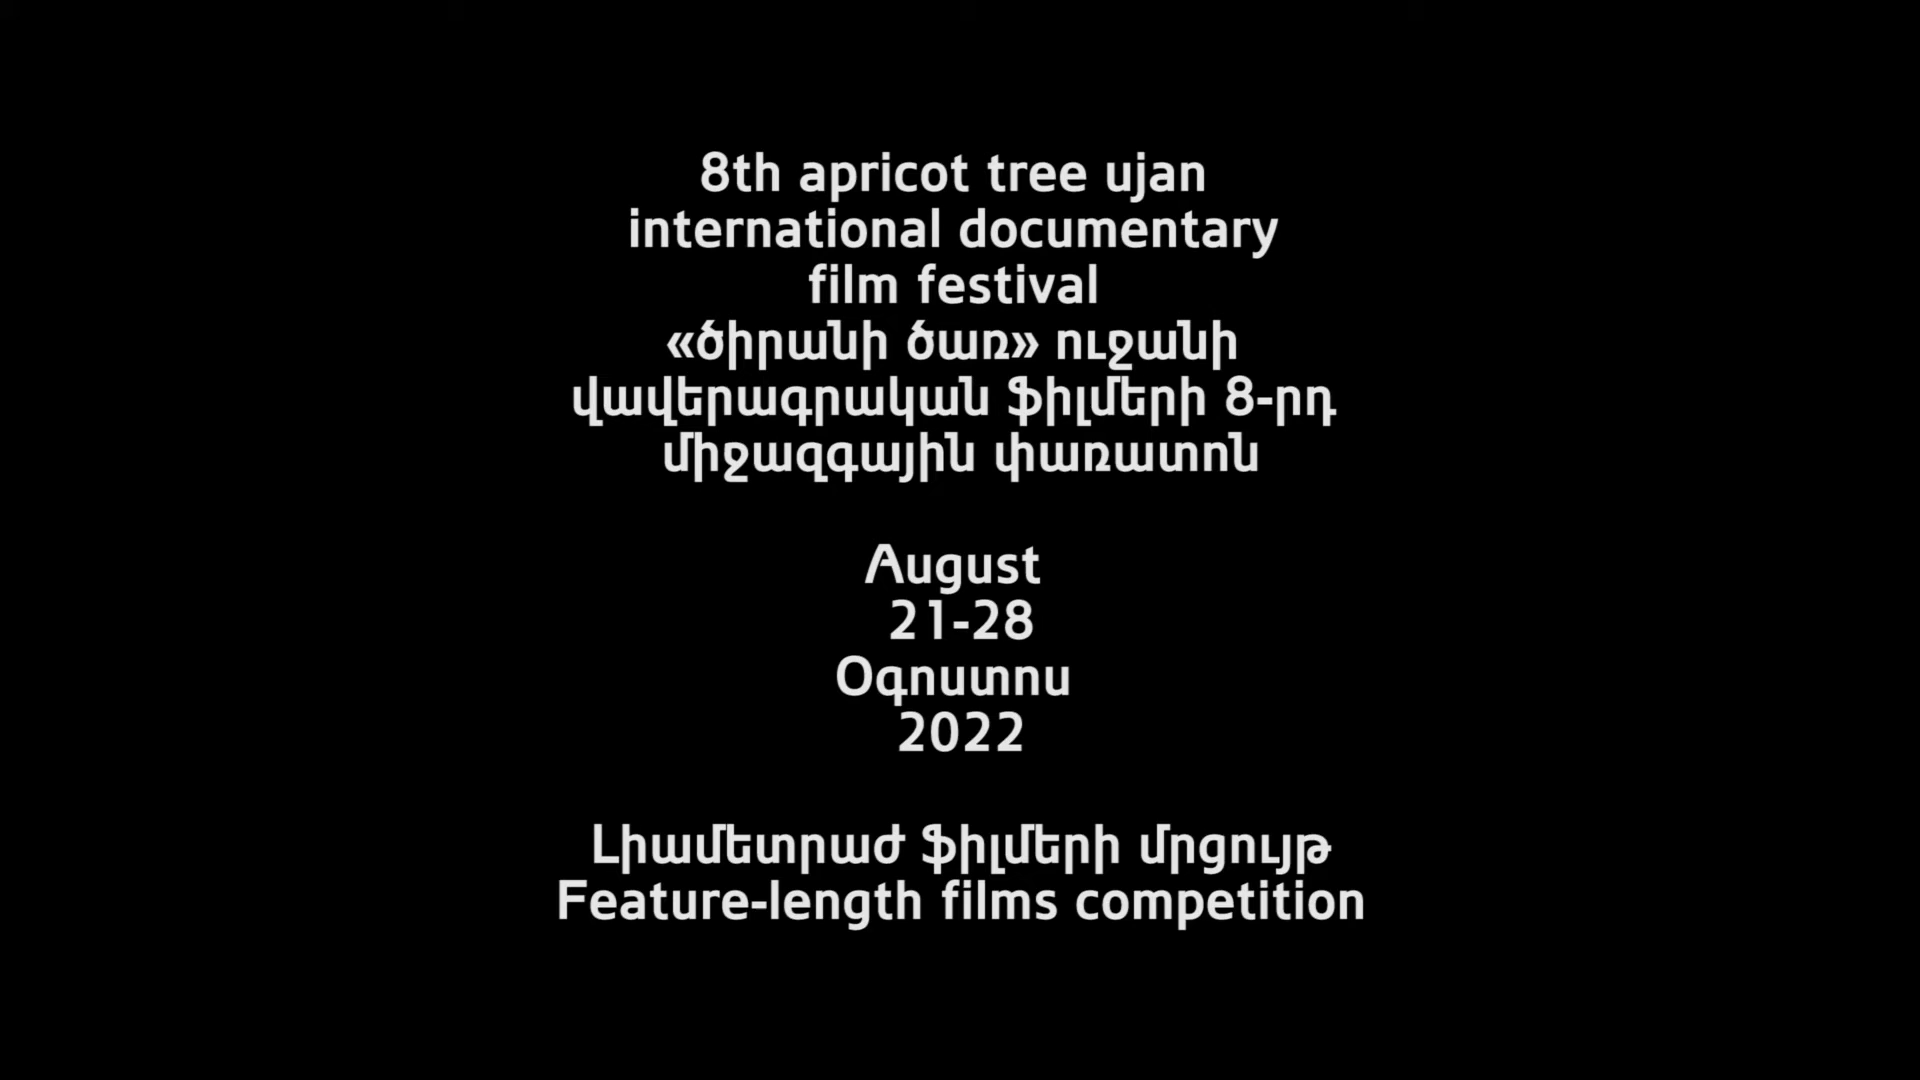 8th apricot tree ujan
international documentary
film festival
«ծիրանի ծառ» ուջանի
վավերագրական ֆիլմերի 8-րդ
միջազգային փառատոն
August
21-28
Օգոստոս
2022
Լիամետրաժ ֆիլմերի մրցույթ
Feature-length films competition